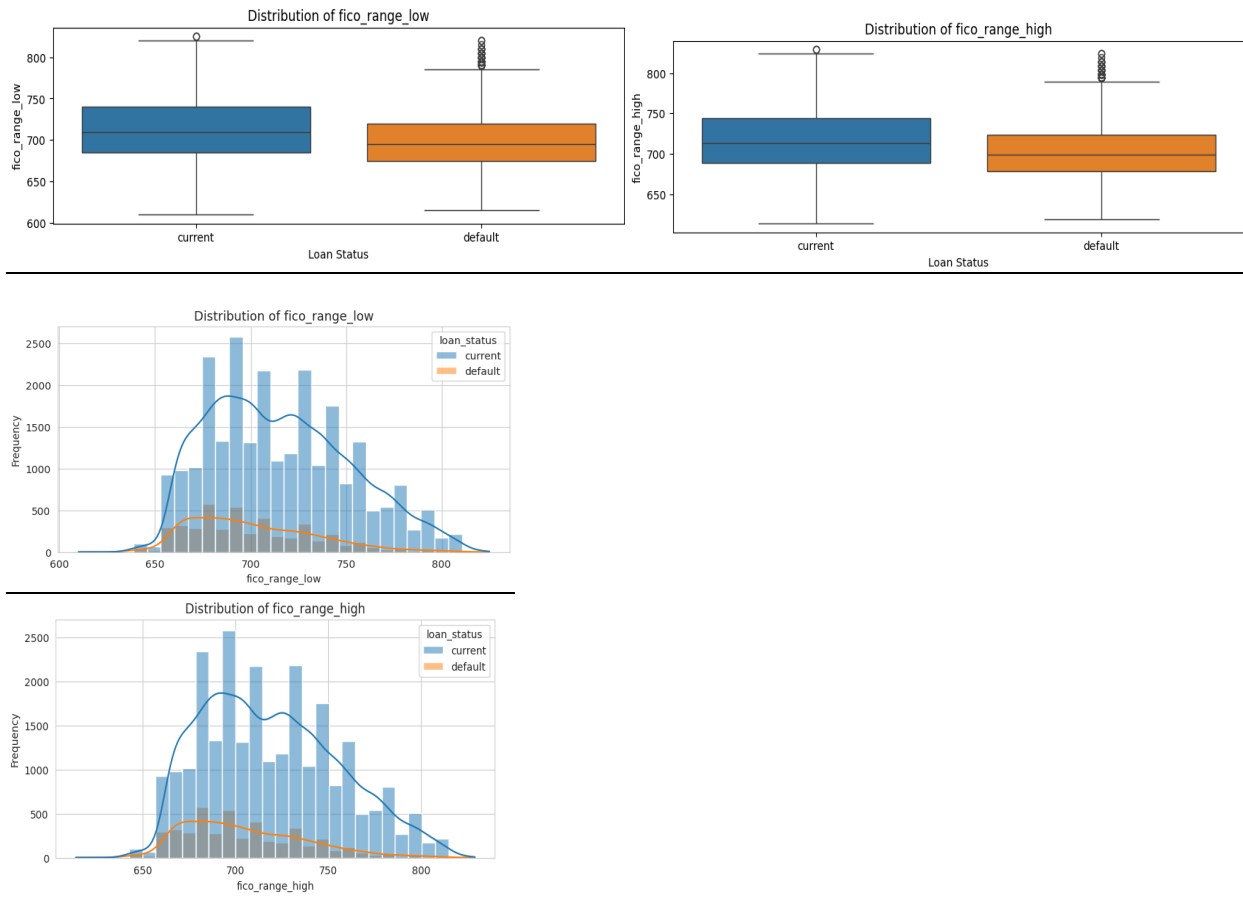 Distribution of fico_range_low
fico_range_low
800
750
700
650
600
current
default
Loan Status
Distribution of fico_range_high
fico_range_high
800
750
700
650
current
default
Loan Status
Distribution of fico_range_low
loan_status
current
default
Frequency
2500
2000
1500
1000
500
0
600
650
700
750
800
fico_range_low
Distribution of fico_range_high
loan_status
current
default
Frequency
2500
2000
1500
1000
500
0
650
700
750
800
fico_range_high